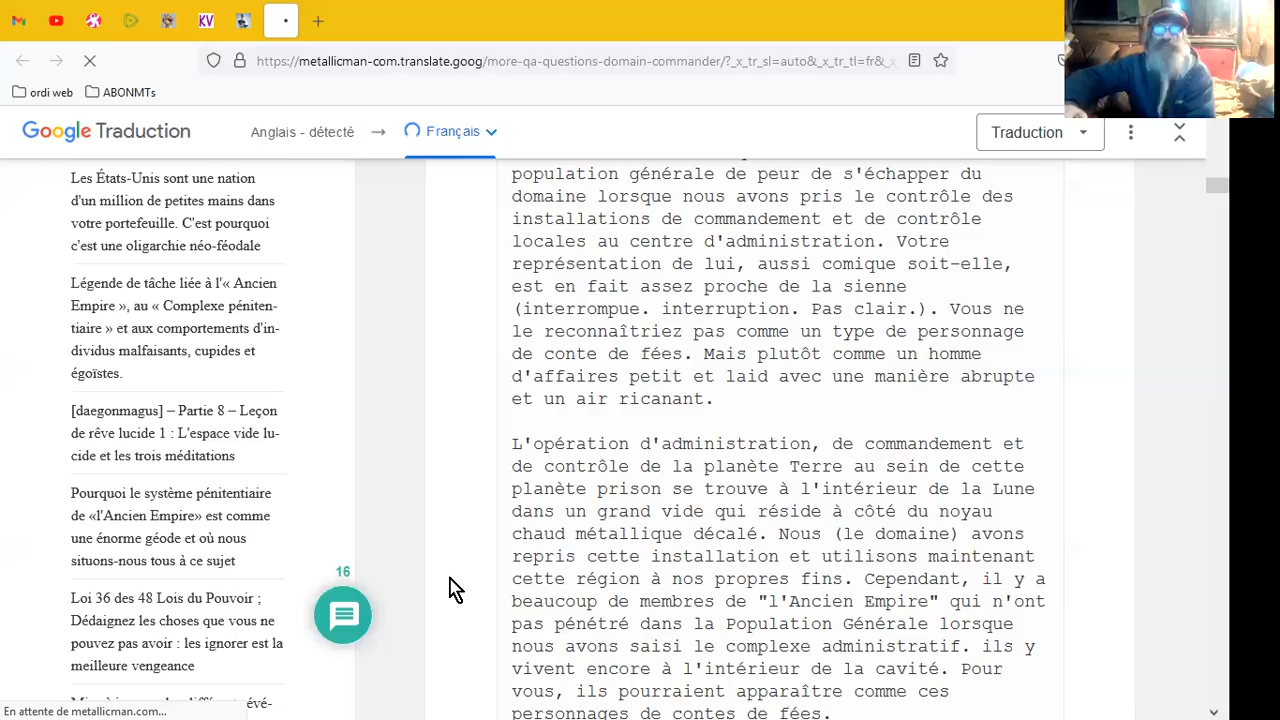 KV
https://metallicman-com.translate.goog/more-qa-questions-domain-commander/?_x_tr_sl=auto&_x_tr_tl=fr&_x
ordi web
ABONMTs
Google Traduction
Anglais - détecté
Français
Traduction
Les États-Unis sont une nation
d'un million de petites mains dans
votre portefeuille. C'est pourquoi
c'est une oligarchie néo-féodale
Légende de tâche liée à l'« Ancien
Empire », au « Complexe péniten-
tiaire » et aux comportements d'in-
dividus malfaisants, cupides et
égoïstes.
[daegonmagus] – Partie 8 – Leçon
de rêve lucide 1 : L'espace vide lu-
cide et les trois méditations
Pourquoi le système pénitentiaire
de «l'Ancien Empire» est comme
une énorme géode et où nous
situons-nous tous à ce sujet
Loi 36 des 48 Lois du Pouvoir ;
Dédaignez les choses que vous ne
pouvez pas avoir : les ignorer est la
meilleure vengeance
16
population générale de peur de s'échapper du
domaine lorsque nous avons pris le contrôle des
installations de commandement et de contrôle
locales au centre d'administration. Votre
représentation de lui, aussi comique soit-elle,
est en fait assez proche de la sienne
(interrompue. interruption. Pas clair.). Vous ne
le reconnaîtriez pas comme un type de personnage
de conte de fées. Mais plutôt comme un homme
d'affaires petit et laid avec une manière abrupte
et un air ricanant.
L'opération d'administration, de commandement et
de contrôle de la planète Terre au sein de cette
planète prison se trouve à l'intérieur de la Lune
dans un grand vide qui réside à côté du noyau
chaud métallique décalé. Nous (le domaine) avons
repris cette installation et utilisons maintenant
cette région à nos propres fins. Cependant, il y a
beaucoup de membres de "l'Ancien Empire" qui n'ont
pas pénétré dans la Population Générale lorsque
nous avons saisi le complexe administratif. ils y
vivent encore à l'intérieur de la cavité. Pour
vous, ils pourraient apparaître comme ces
personnages de contes de fées.
En attente de metallicman.com...